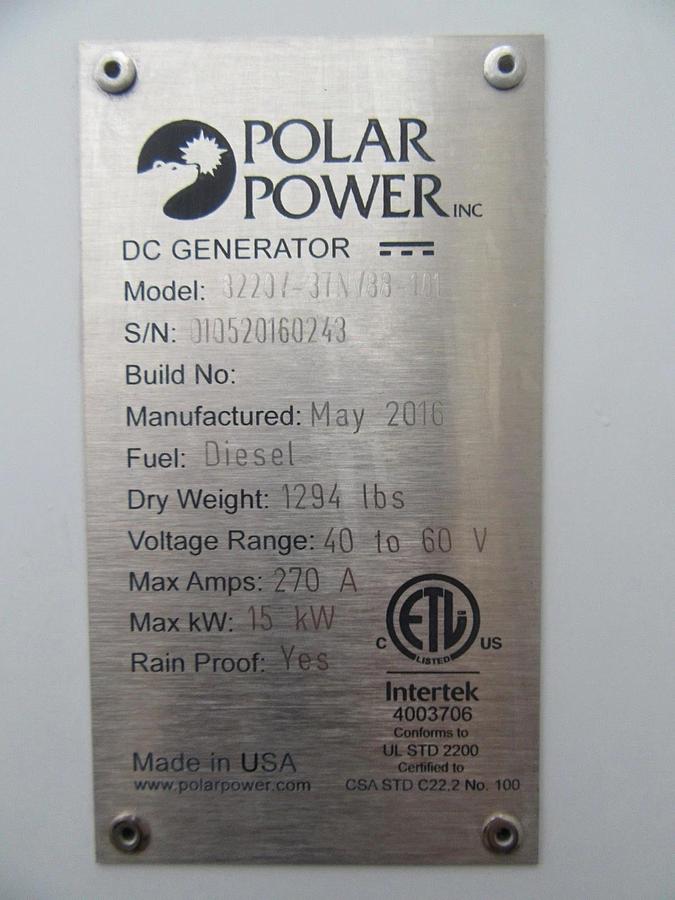 POLAR
POWER INC
DC GENERATOR
Model:
S/N: 010520160243
Build No:
Manufactured: May 2016
Fuel: Diesel
Dry Weight: 1294 lbs
Voltage Range: 40 to 60 V
Max Amps: 270 A
Max kW: 15 kW
Rain Proof: Yes
ETL
C US
LISTED
Intertek
4003706
Conforms to
UL STD 2200
Certified to
CSA STD C22.2 No. 100
Made in USA
www.polarpower.com